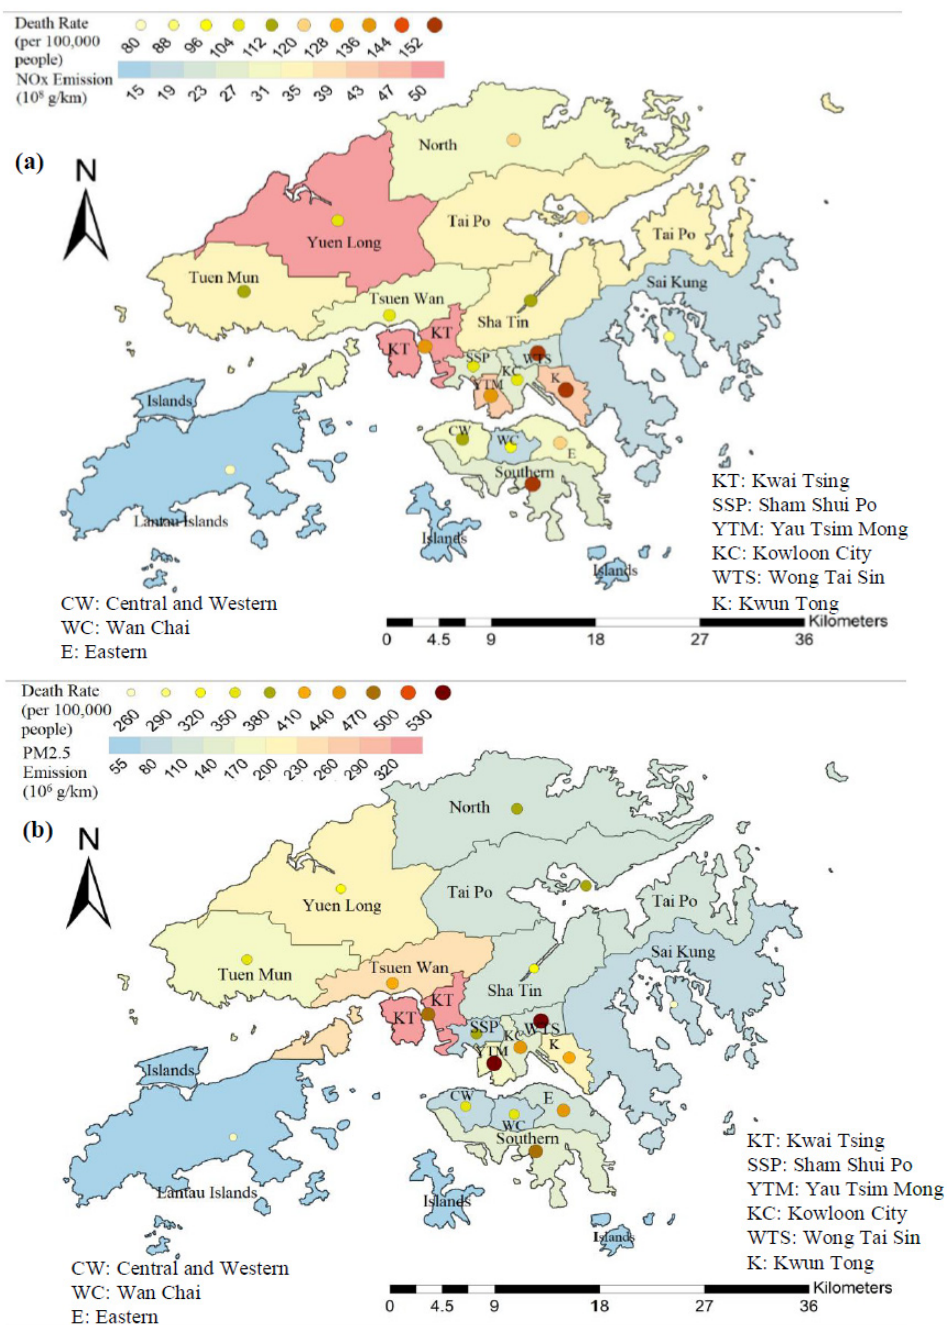 Death Rate
(per 100,000
people)
80 88 96 104 112 120 128 136 144 152
NOx Emission
(10⁸ g/km)
15 19 23 27 31 35 39 43 47 50
(a)
N
North
Tai Po
Tai Po
Yuen Long
Sai Kung
Tuen Mun
Tsuen Wan
Sha Tin
KT
KT
SSP
WTS
KC
K
YTM
Islands
CW
WC
E
Southern
Lantau Islands
Islands
Islands
KT: Kwai Tsing
SSP: Sham Shui Po
YTM: Yau Tsim Mong
KC: Kowloon City
WTS: Wong Tai Sin
K: Kwun Tong
CW: Central and Western
WC: Wan Chai
E: Eastern
Kilometers
0 4.5 9 18 27 36
Death Rate
(per 100,000
people)
260 290 320 350 380 410 440 470 500 530
PM2.5
Emission
(10⁶ g/km)
55 80 110 140 170 200 230 260 290 320
(b)
N
North
Tai Po
Tai Po
Yuen Long
Sai Kung
Tuen Mun
Tsuen Wan
Sha Tin
KT
KT
SSP
WTS
KC
K
YTM
Islands
CW
E
WC
Southern
Lantau Islands
Islands
Islands
KT: Kwai Tsing
SSP: Sham Shui Po
YTM: Yau Tsim Mong
KC: Kowloon City
WTS: Wong Tai Sin
K: Kwun Tong
CW: Central and Western
WC: Wan Chai
E: Eastern
Kilometers
0 4.5 9 18 27 36